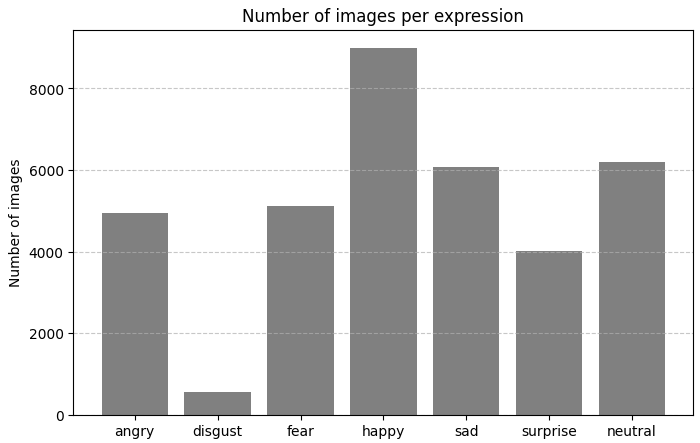 Number of images per expression
Number of images
8000
6000
4000
2000
0
angry disgust fear happy sad surprise neutral